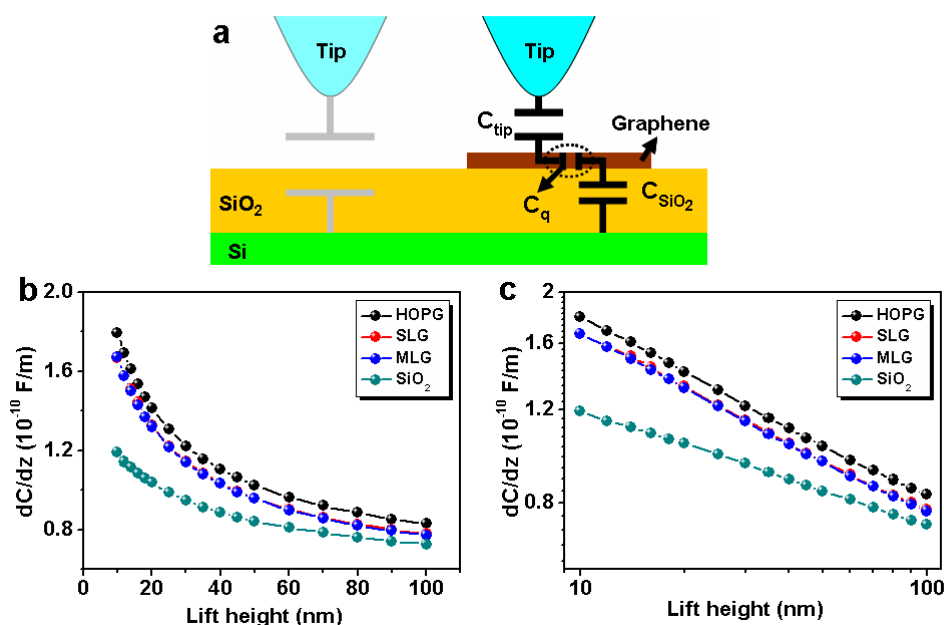 a
Tip
Tip
C_tip
Graphene
SiO₂
C_q
C_SiO₂
Si
b
2.0
1.6
1.2
0.8
dC/dz (10⁻¹⁰ F/m)
HOPG
SLG
MLG
SiO₂
0
20
40
60
80
100
Lift height (nm)
c
2
1.6
1.2
0.8
dC/dz (10⁻¹⁰ F/m)
HOPG
SLG
MLG
SiO₂
10
100
Lift height (nm)